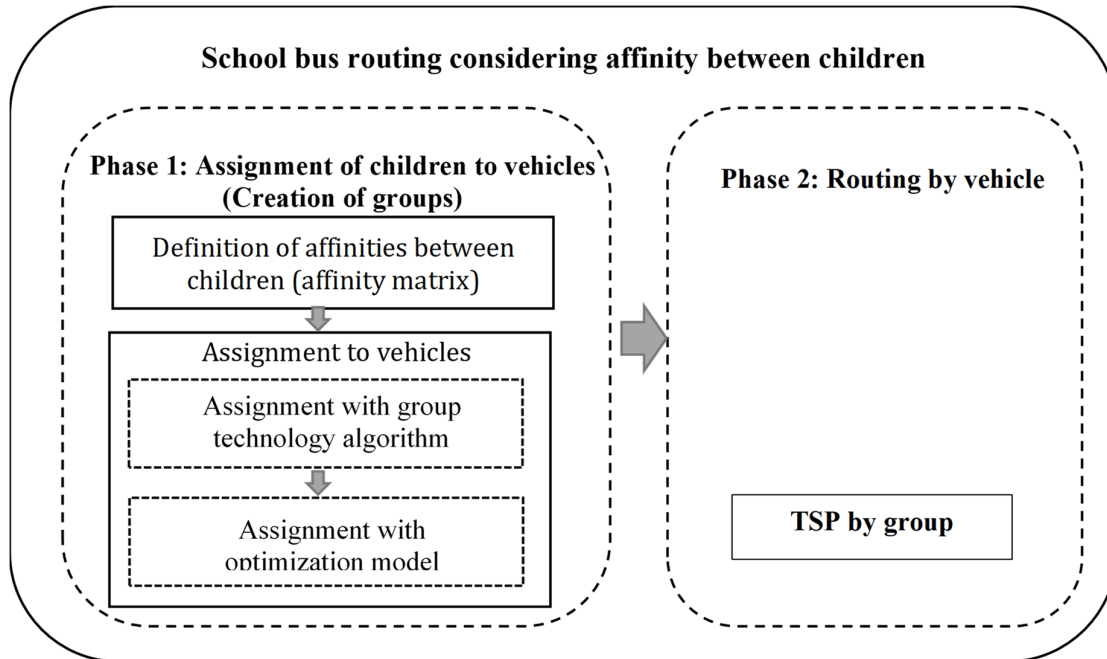 School bus routing considering affinity between children
Phase 1: Assignment of children to vehicles
(Creation of groups)
Definition of affinities between
children (affinity matrix)
Assignment to vehicles
Assignment with group
technology algorithm
Assignment with
optimization model
Phase 2: Routing by vehicle
TSP by group